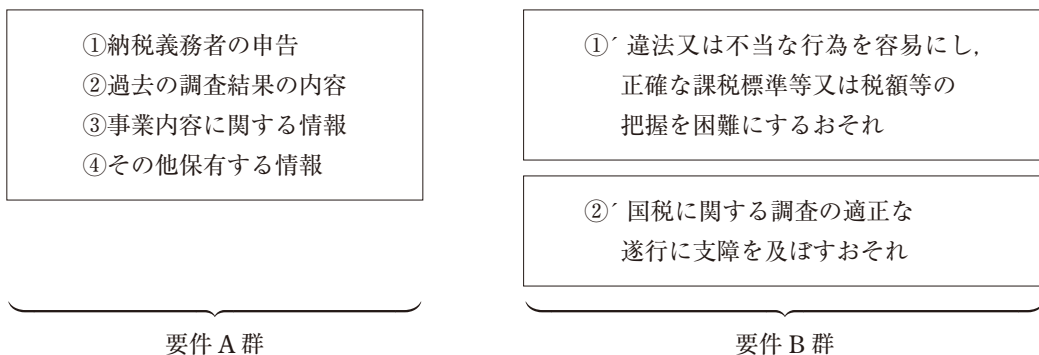 ①納税義務者の申告
②過去の調査結果の内容
③事業内容に関する情報
④その他保有する情報
要件 A 群
①´ 違法又は不当な行為を容易にし,
正確な課税標準等又は税額等の
把握を困難にするおそれ
②´ 国税に関する調査の適正な
遂行に支障を及ぼすおそれ
要件 B 群